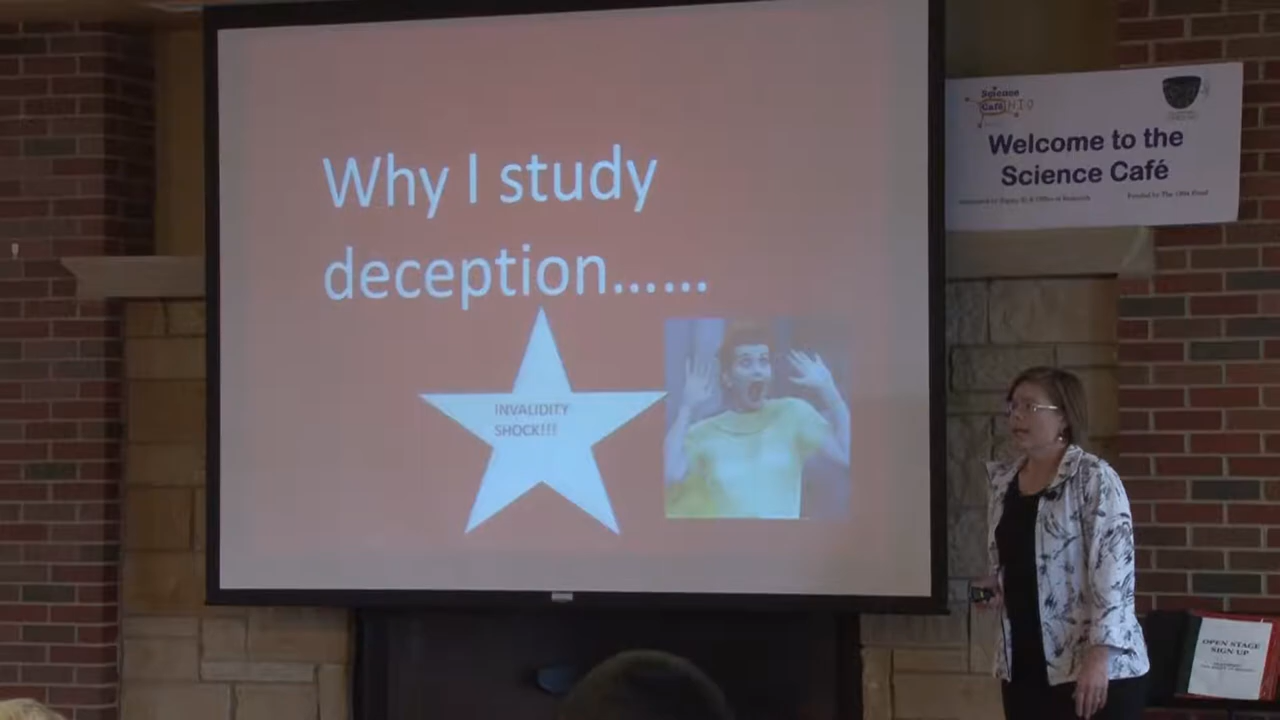 Why I study
deception......
INVALIDITY
SHOCK!!!
Science
Café
Welcome to the
Science Café
OPEN STAGE
SIGN UP